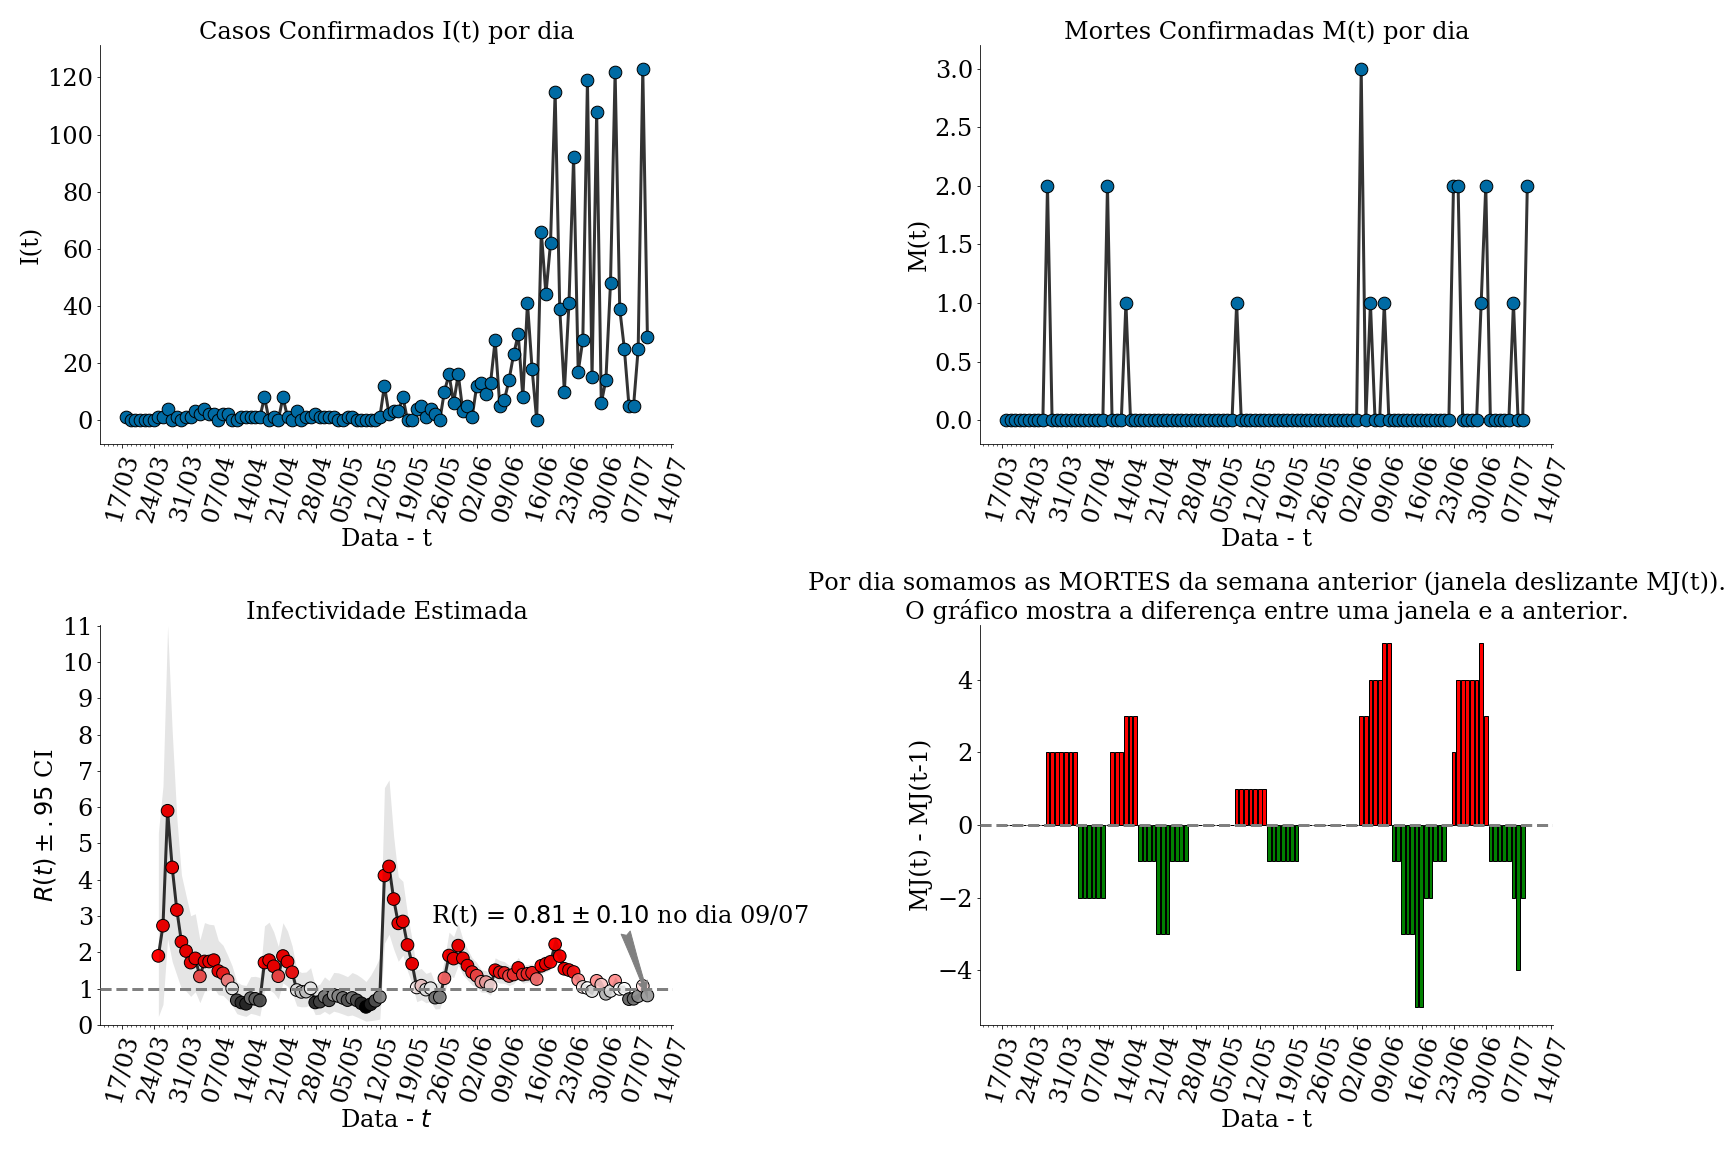 Casos Confirmados I(t) por dia
I(t)
120
100
80
60
40
20
0
17/03 24/03 31/03 07/04 14/04 21/04 28/04 05/05 12/05 19/05 26/05 02/06 09/06 16/06 23/06 30/06 07/07 14/07
Data - t
Mortes Confirmadas M(t) por dia
M(t)
3.0
2.5
2.0
1.5
1.0
0.5
0.0
17/03 24/03 31/03 07/04 14/04 21/04 28/04 05/05 12/05 19/05 26/05 02/06 09/06 16/06 23/06 30/06 07/07 14/07
Data - t
Infectividade Estimada
R(t) ± . 95 CI
11
10
9
8
7
6
5
4
3
2
1
0
R(t) = 0.81 ± 0.10 no dia 09/07
17/03 24/03 31/03 07/04 14/04 21/04 28/04 05/05 12/05 19/05 26/05 02/06 09/06 16/06 23/06 30/06 07/07 14/07
Data - t
Por dia somamos as MORTES da semana anterior (janela deslizante MJ(t)).
O gráfico mostra a diferença entre uma janela e a anterior.
MJ(t) - MJ(t-1)
4
2
0
−2
−4
17/03 24/03 31/03 07/04 14/04 21/04 28/04 05/05 12/05 19/05 26/05 02/06 09/06 16/06 23/06 30/06 07/07 14/07
Data - t